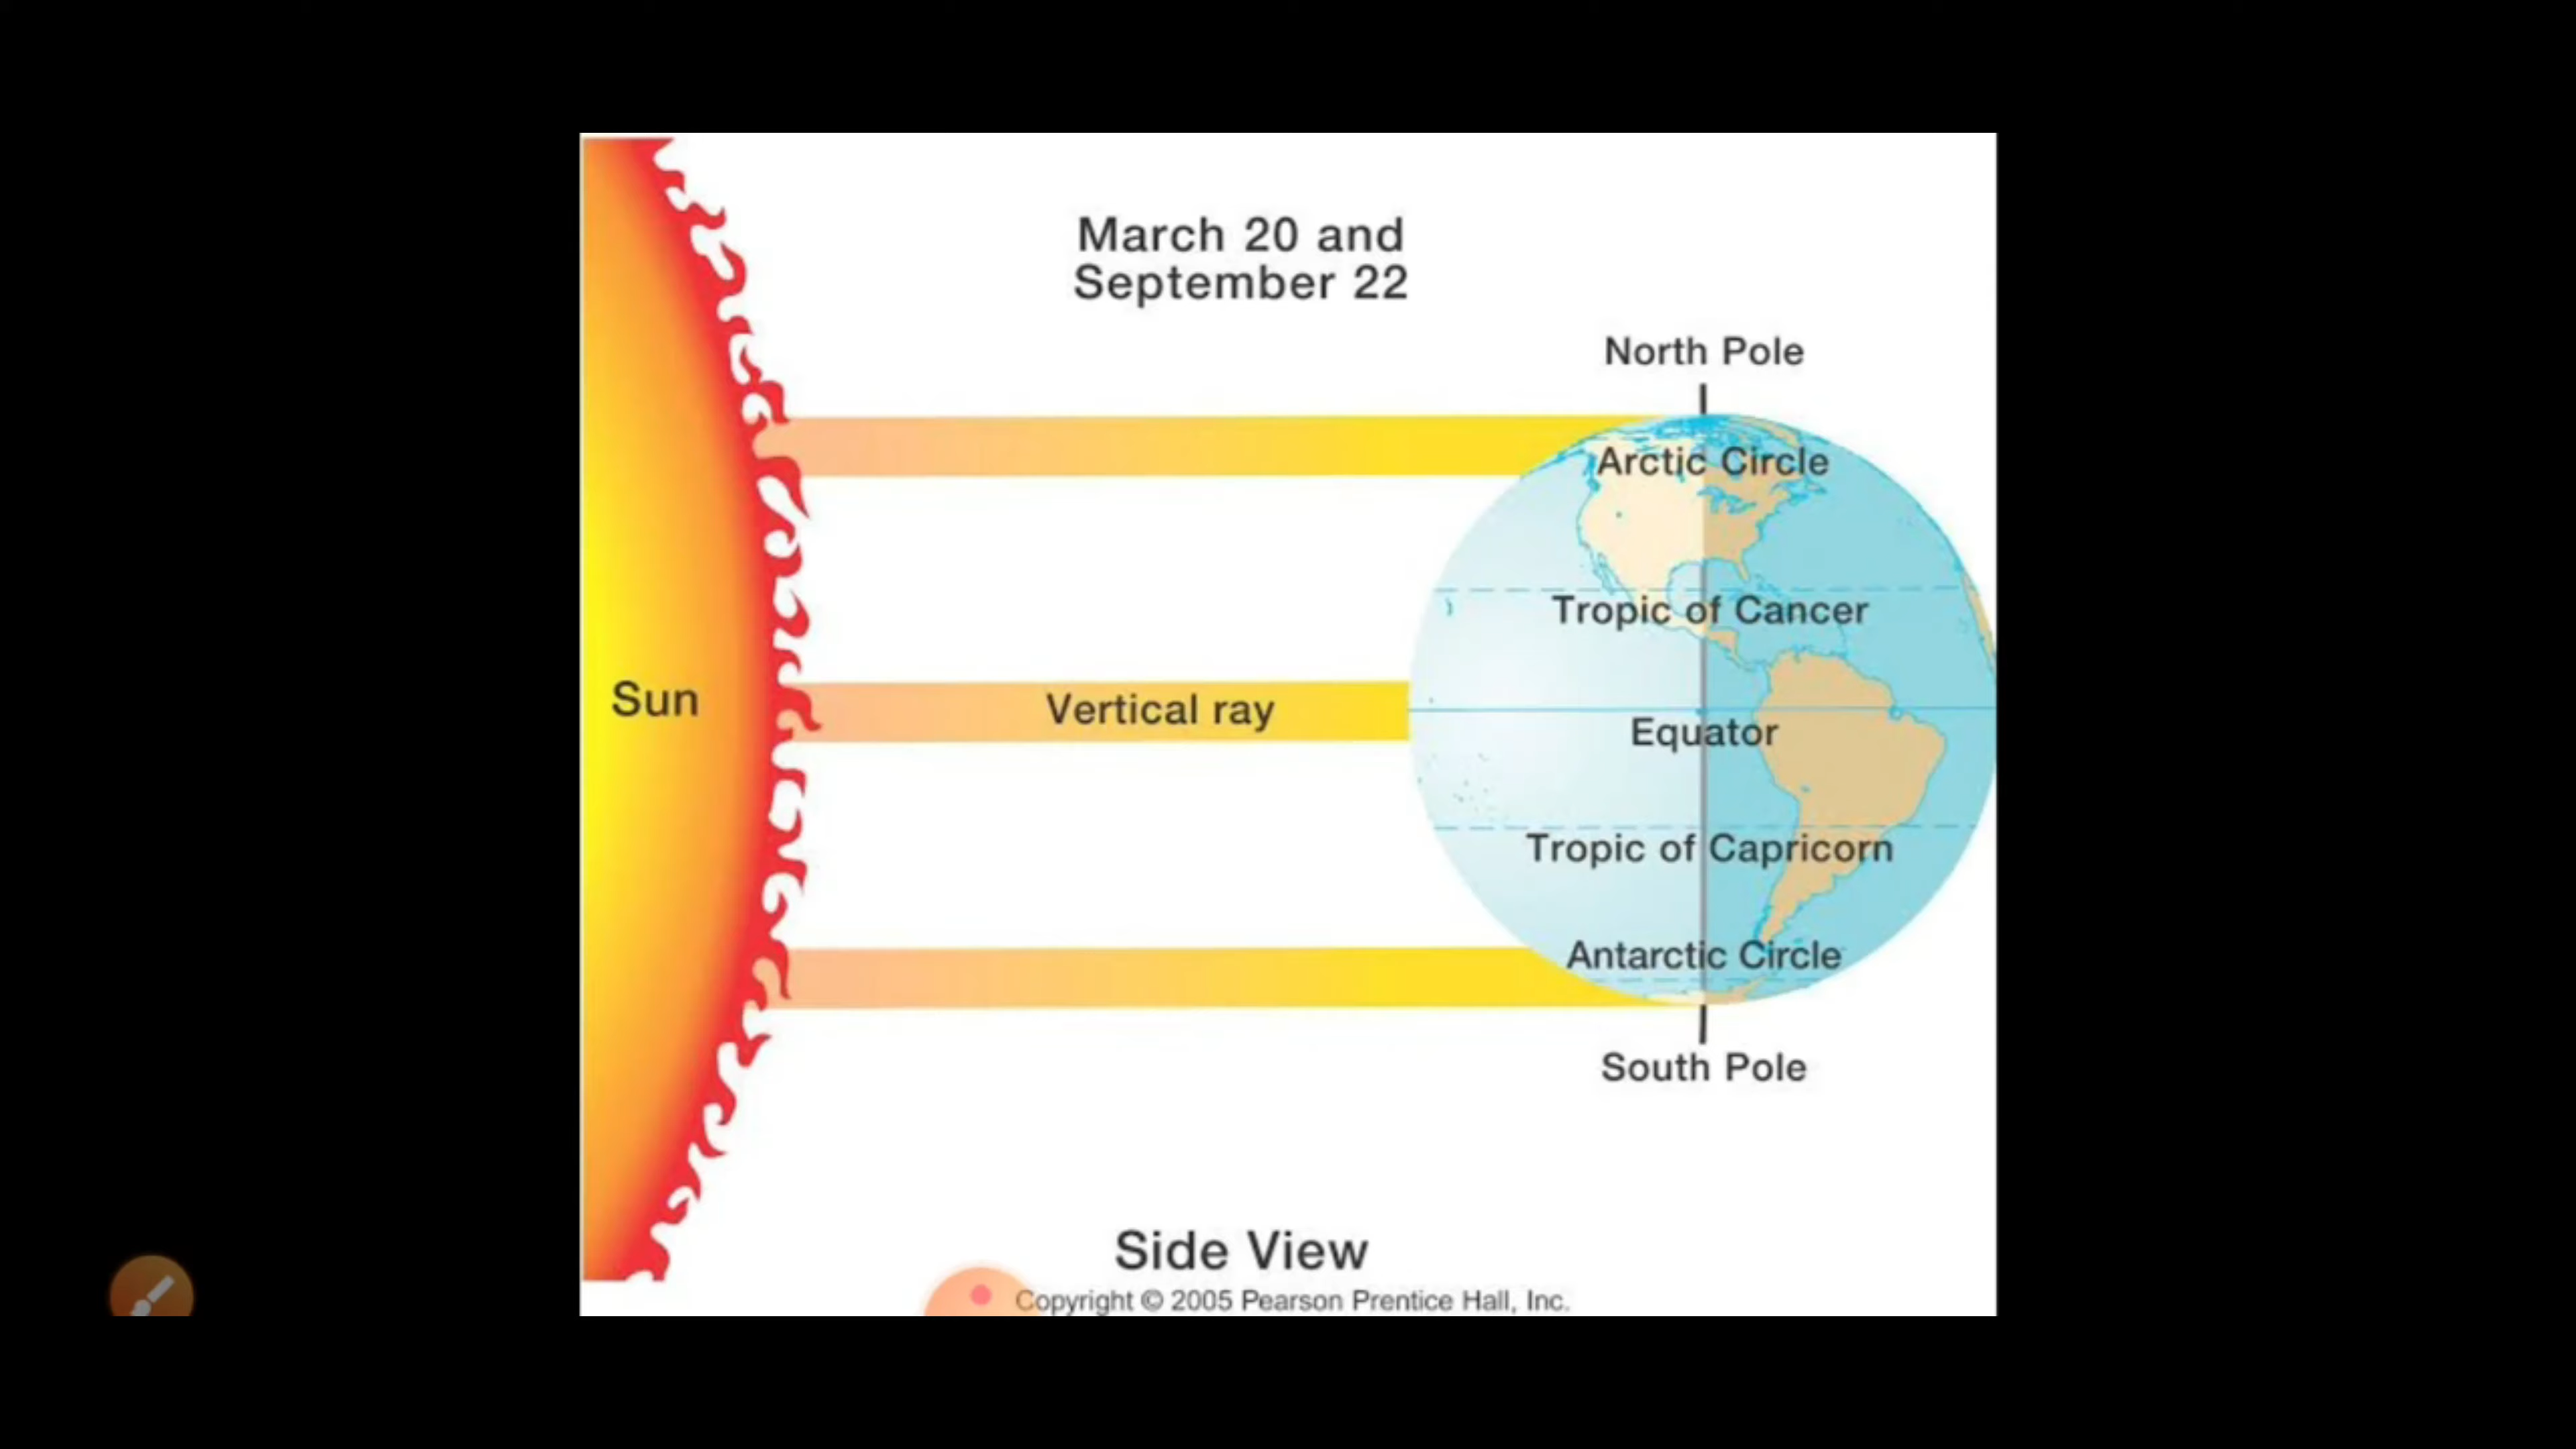 March 20 and
September 22
North Pole
Arctic Circle
Tropic of Cancer
Sun
Vertical ray
Equator
Tropic of Capricorn
Antarctic Circle
South Pole
Side View
Copyright © 2005 Pearson Prentice Hall, Inc.